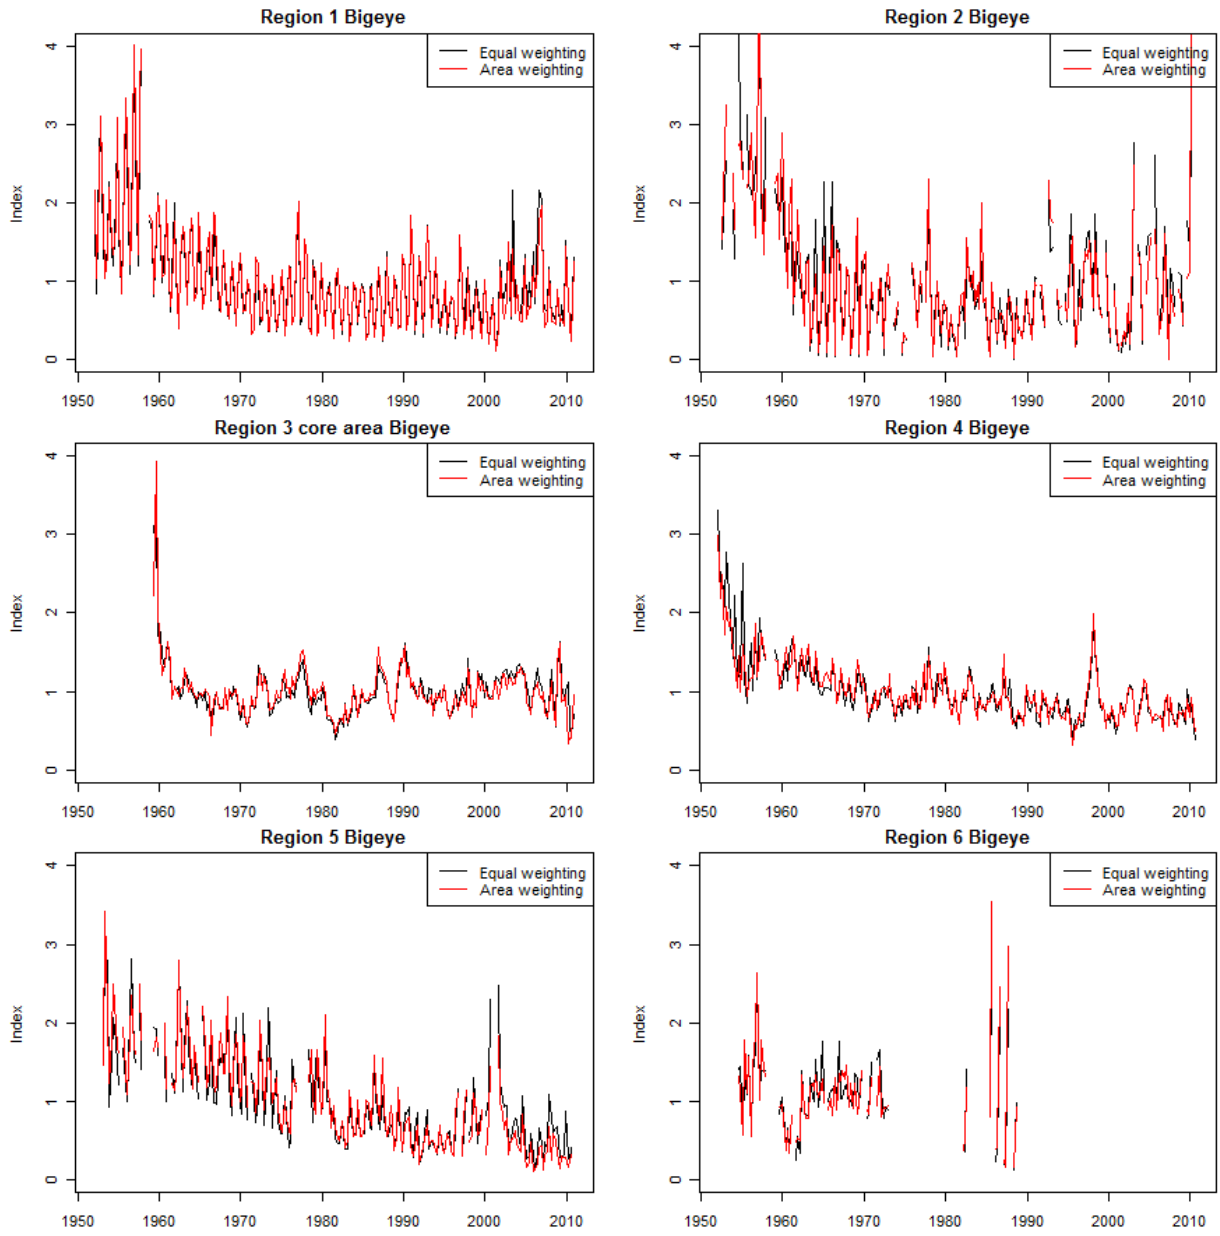 Region 1 Bigeye
4
3
2
1
0
Index
Equal weighting
Area weighting
1950 1960 1970 1980 1990 2000 2010
Region 2 Bigeye
4
3
2
1
0
Index
Equal weighting
Area weighting
1950 1960 1970 1980 1990 2000 2010
Region 3 core area Bigeye
4
3
2
1
0
Index
Equal weighting
Area weighting
1950 1960 1970 1980 1990 2000 2010
Region 4 Bigeye
4
3
2
1
0
Index
Equal weighting
Area weighting
1950 1960 1970 1980 1990 2000 2010
Region 5 Bigeye
4
3
2
1
0
Index
Equal weighting
Area weighting
1950 1960 1970 1980 1990 2000 2010
Region 6 Bigeye
4
3
2
1
0
Index
Equal weighting
Area weighting
1950 1960 1970 1980 1990 2000 2010